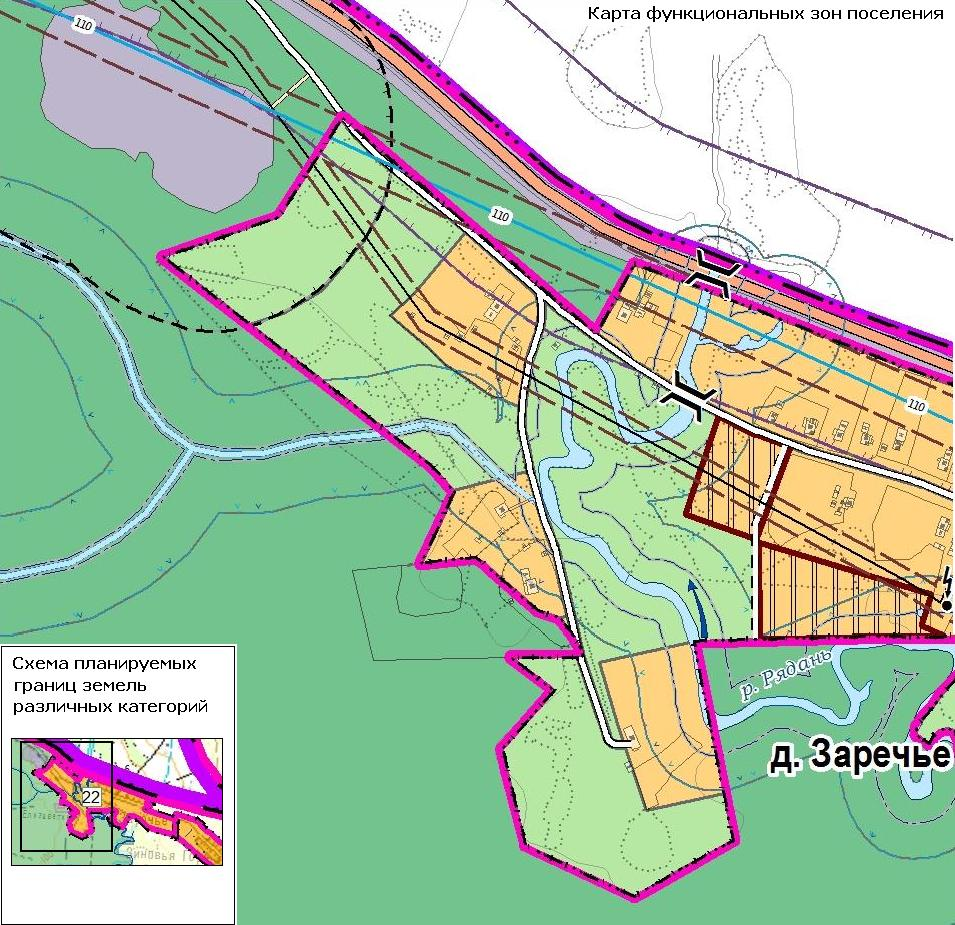 Карта функциональных зон поселения
110
110
110
р. Рядань
д. Заречье
Схема планируемых
границ земель
различных категорий
22